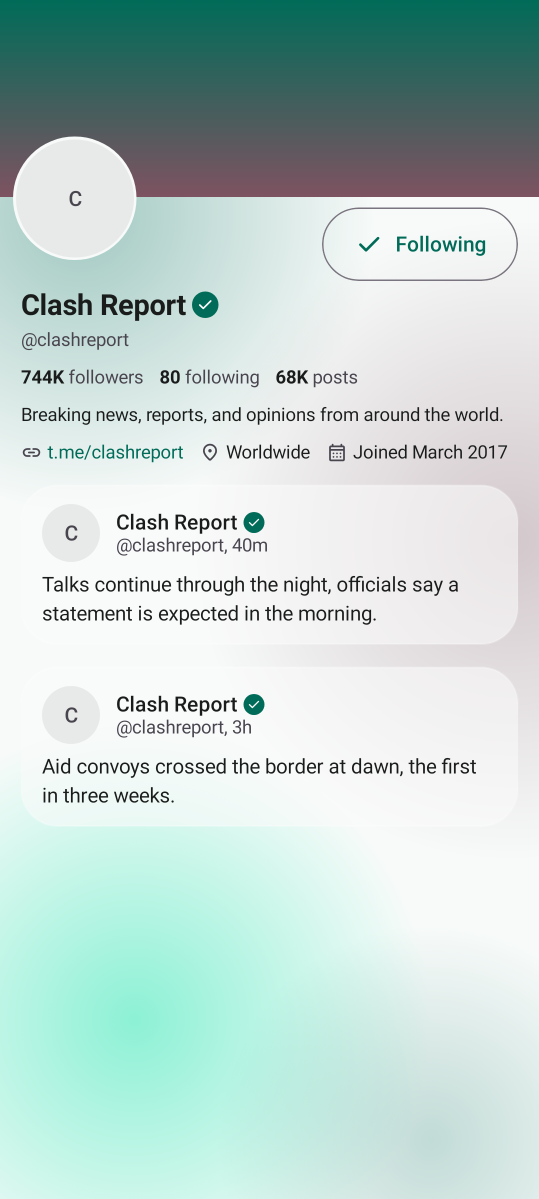 C
Following
Clash Report
@clashreport
744K followers 80 following 68K posts
Breaking news, reports, and opinions from around the world.
t.me/clashreport Worldwide Joined March 2017
C
Clash Report
@clashreport, 40m
Talks continue through the night, officials say a
statement is expected in the morning.
C
Clash Report
@clashreport, 3h
Aid convoys crossed the border at dawn, the first
in three weeks.